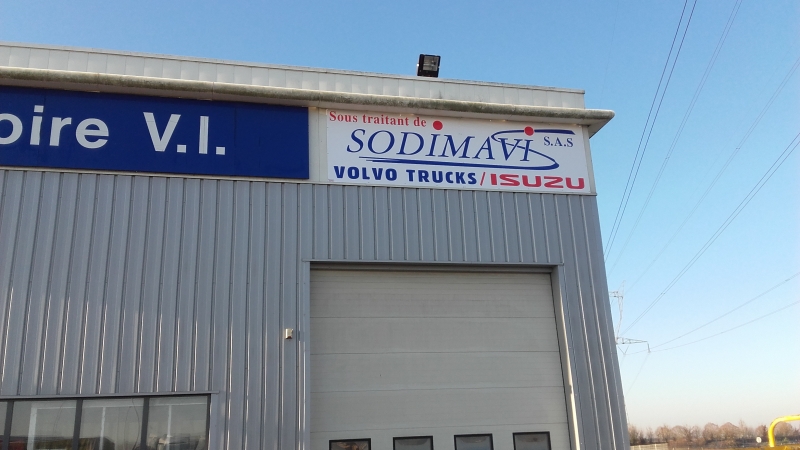 oire V.I.
Sous traitant de
SODIMAVI S.A.S
VOLVO TRUCKS/ISUZU